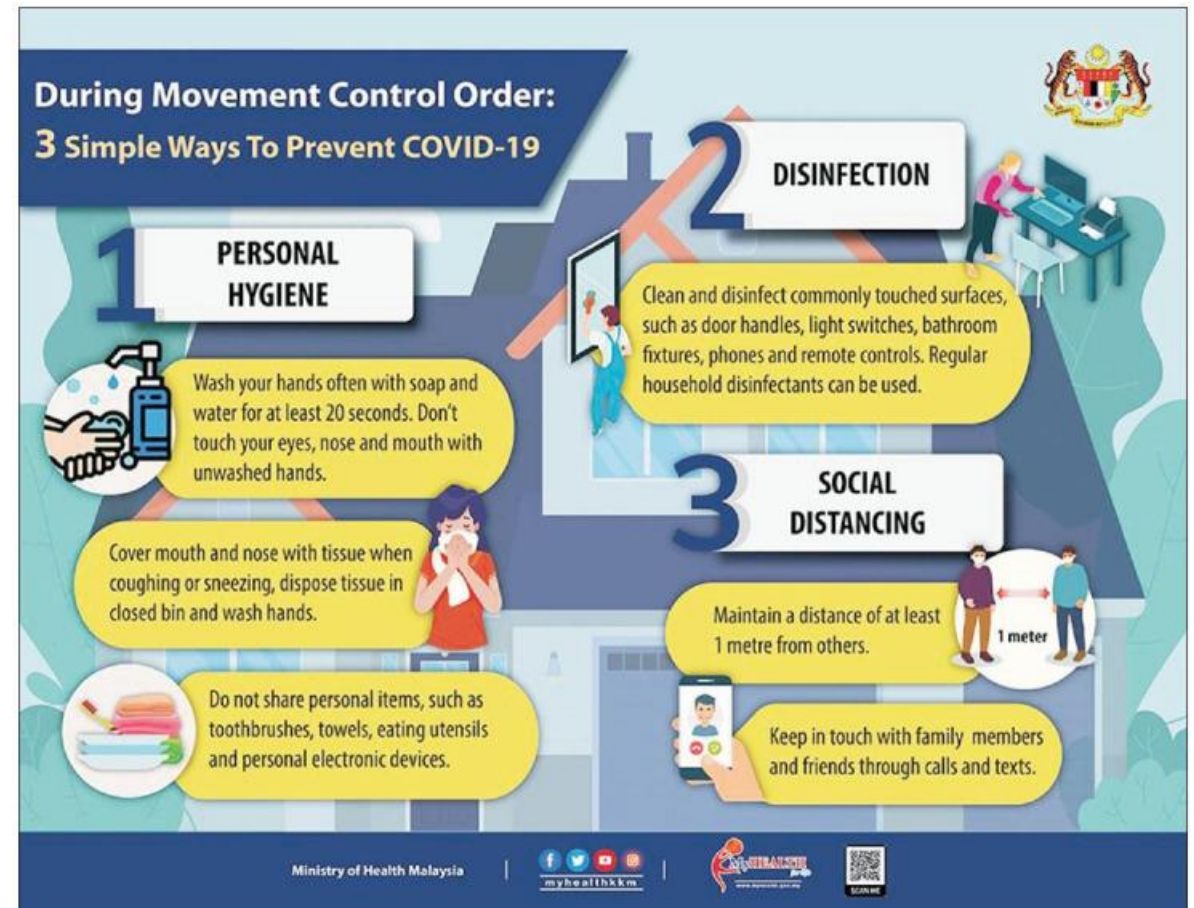 During Movement Control Order:
3 Simple Ways To Prevent COVID-19
1
PERSONAL
HYGIENE
Wash your hands often with soap and
water for at least 20 seconds. Don't
touch your eyes, nose and mouth with
unwashed hands.
Cover mouth and nose with tissue when
coughing or sneezing, dispose tissue in
closed bin and wash hands.
Do not share personal items, such as
toothbrushes, towels, eating utensils
and personal electronic devices.
2
DISINFECTION
Clean and disinfect commonly touched surfaces,
such as door handles, light switches, bathroom
fixtures, phones and remote controls. Regular
household disinfectants can be used.
3
SOCIAL
DISTANCING
Maintain a distance of at least
1 metre from others.
1 meter
Keep in touch with family members
and friends through calls and texts.
Ministry of Health Malaysia
myhealthkkm
MyHEALTH
SCAN ME